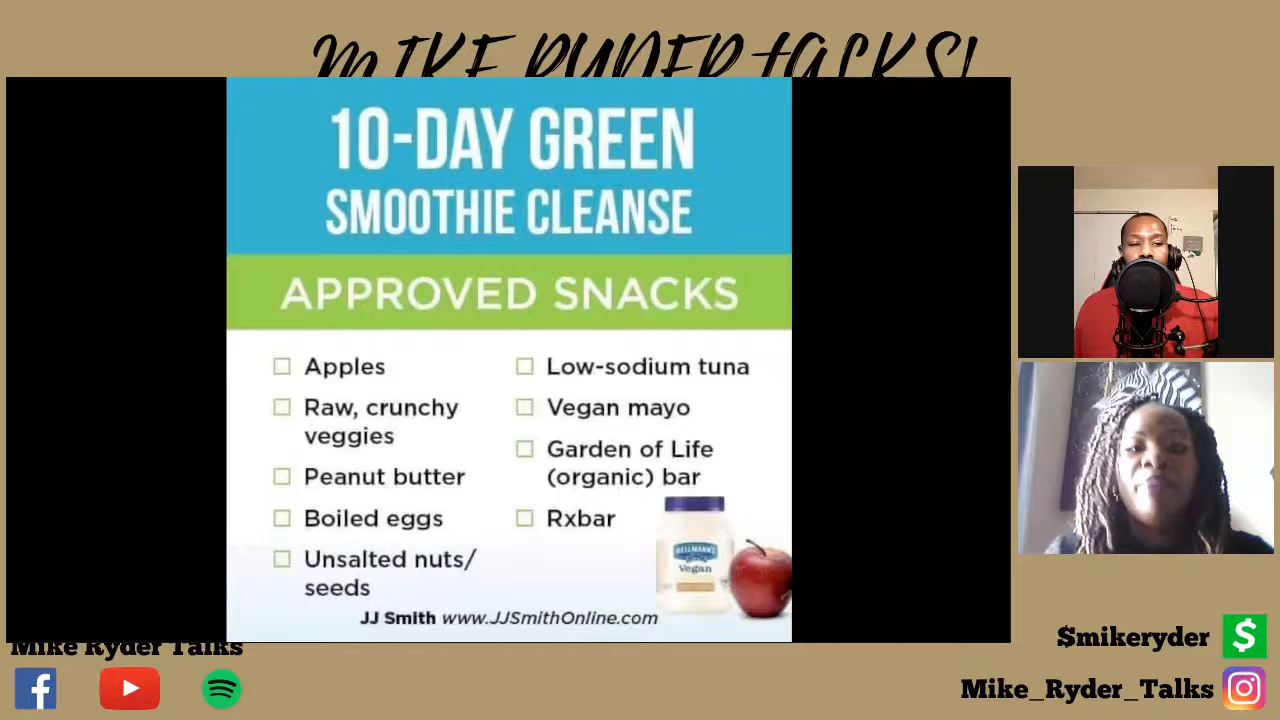 MIKE RYDER tALKS!
10-DAY GREEN
SMOOTHIE CLEANSE
APPROVED SNACKS
Apples
Raw, crunchy
veggies
Peanut butter
Boiled eggs
Unsalted nuts/
seeds
Low-sodium tuna
Vegan mayo
Garden of Life
(organic) bar
Rxbar
HELLMANN'S
Vegan
JJ Smith www.JJSmithOnline.com
Mike Ryder Talks
$mikeryder
Mike_Ryder_Talks